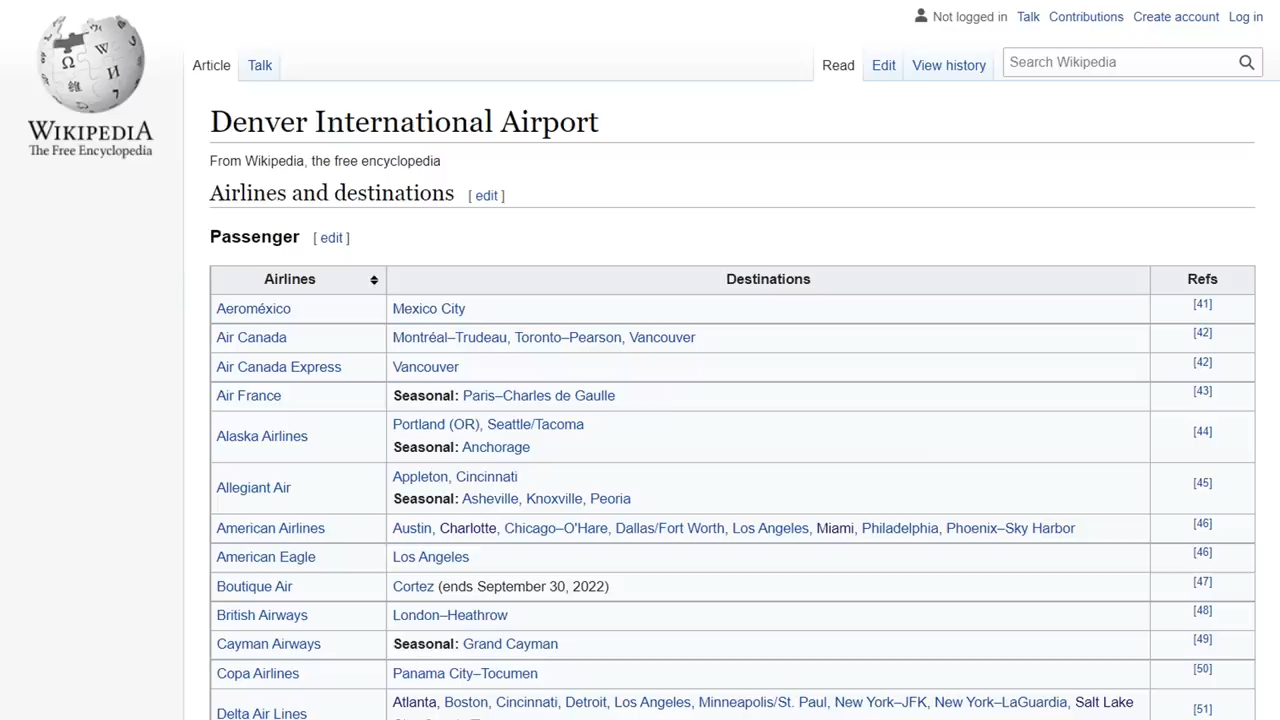 Not logged in Talk Contributions Create account Log in
Article Talk Read Edit View history Search Wikipedia
WIKIPEDIA
The Free Encyclopedia
Denver International Airport
From Wikipedia, the free encyclopedia
Airlines and destinations [ edit ]
Passenger [ edit ]
Airlines Destinations Refs
Aeroméxico Mexico City [41]
Air Canada Montréal–Trudeau, Toronto–Pearson, Vancouver [42]
Air Canada Express Vancouver [42]
Air France Seasonal: Paris–Charles de Gaulle [43]
Alaska Airlines Portland (OR), Seattle/Tacoma [44]
Seasonal: Anchorage
Allegiant Air Appleton, Cincinnati [45]
Seasonal: Asheville, Knoxville, Peoria
American Airlines Austin, Charlotte, Chicago–O'Hare, Dallas/Fort Worth, Los Angeles, Miami, Philadelphia, Phoenix–Sky Harbor [46]
American Eagle Los Angeles [46]
Boutique Air Cortez (ends September 30, 2022) [47]
British Airways London–Heathrow [48]
Cayman Airways Seasonal: Grand Cayman [49]
Copa Airlines Panama City–Tocumen [50]
Delta Air Lines Atlanta, Boston, Cincinnati, Detroit, Los Angeles, Minneapolis/St. Paul, New York–JFK, New York–LaGuardia, Salt Lake [51]